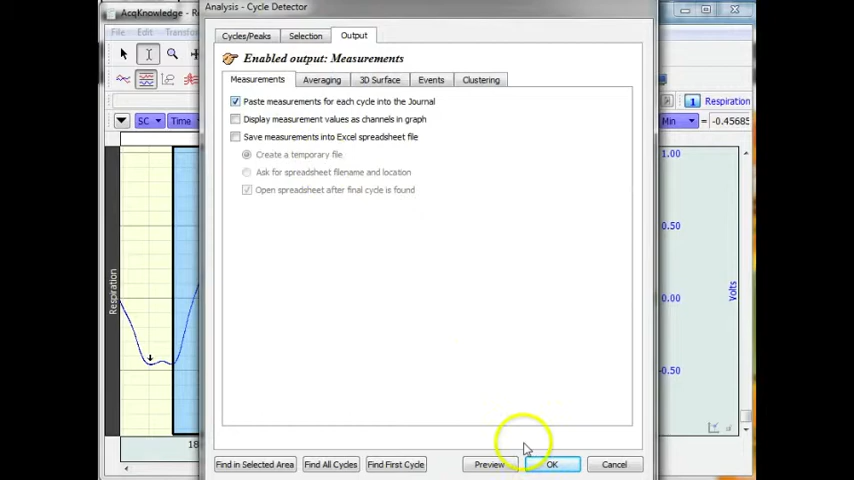 Analysis - Cycle Detector
AcqKnowledge - R
File Edit Transfor
Cycles/Peaks Selection Output
Enabled output: Measurements
Measurements Averaging 3D Surface Events Clustering
Paste measurements for each cycle into the Journal
Display measurement values as channels in graph
Save measurements into Excel spreadsheet file
Create a temporary file
Ask for spreadsheet filename and location
Open spreadsheet after final cycle is found
1 Respiration
SC Time
Min = -0.45685
1.00
0.50
0.00
-0.50
Respiration
Volts
18
Find in Selected Area Find All Cycles Find First Cycle Preview OK Cancel